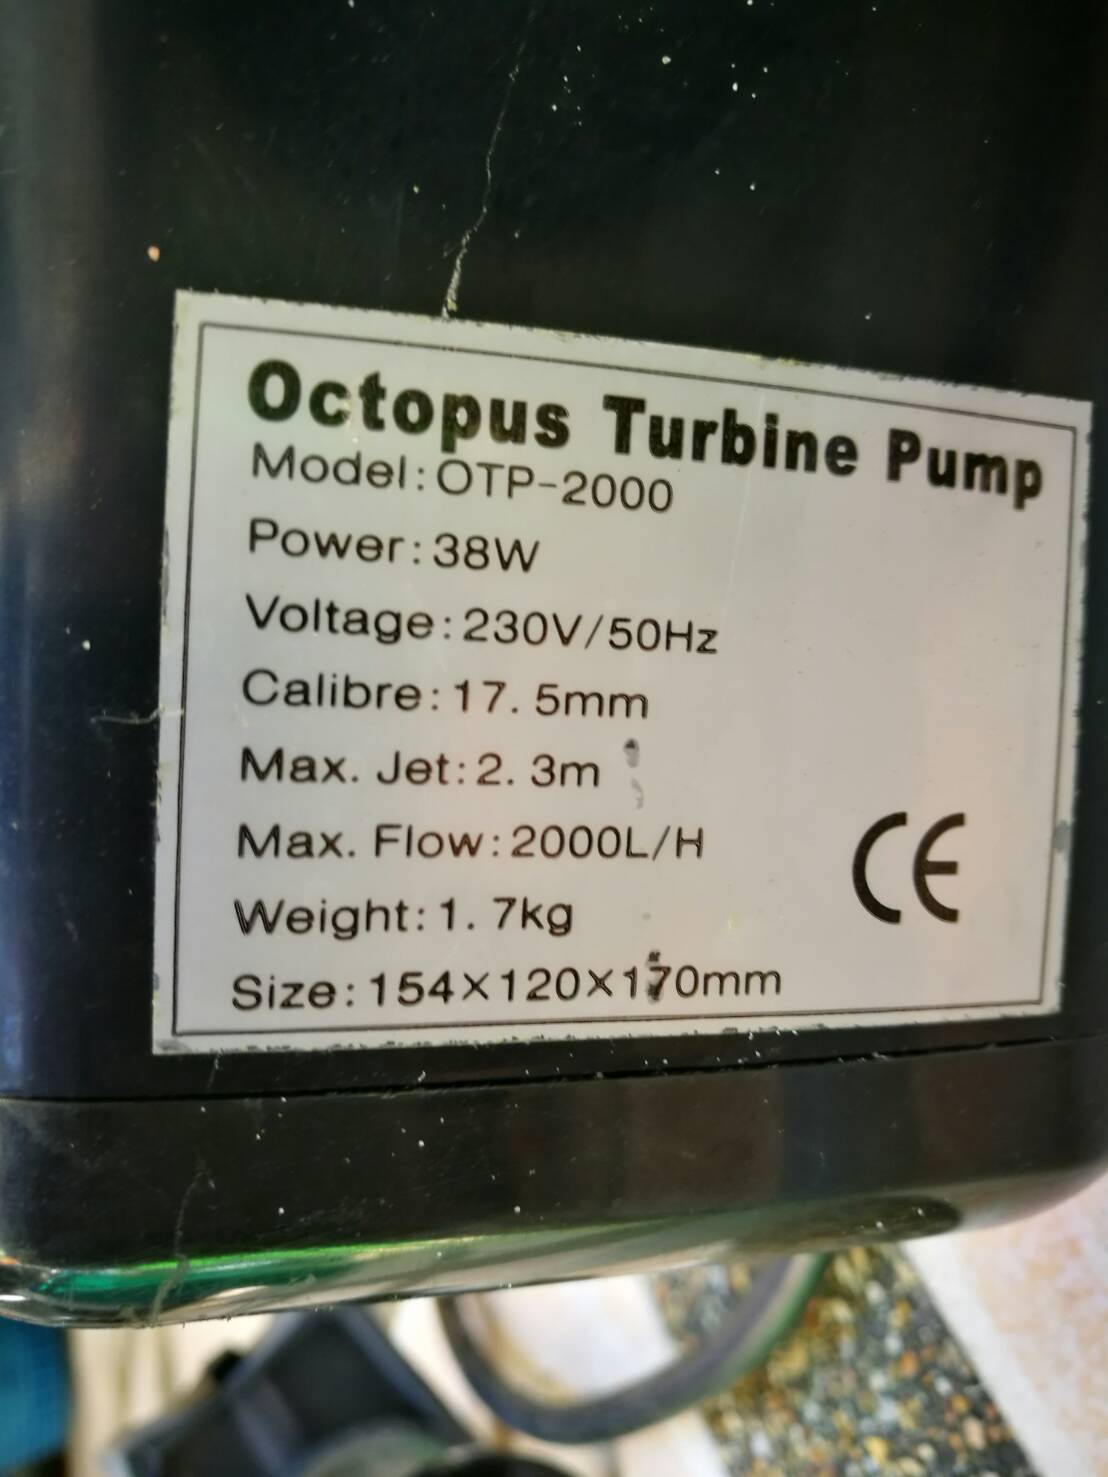 Octopus Turbine Pump
Model:OTP-2000
Power:38W
Voltage:230V/50Hz
Calibre:17.5mm
Max. Jet:2.3m
Max. Flow:2000L/H
Weight:1.7kg
Size:154×120×170mm
CE